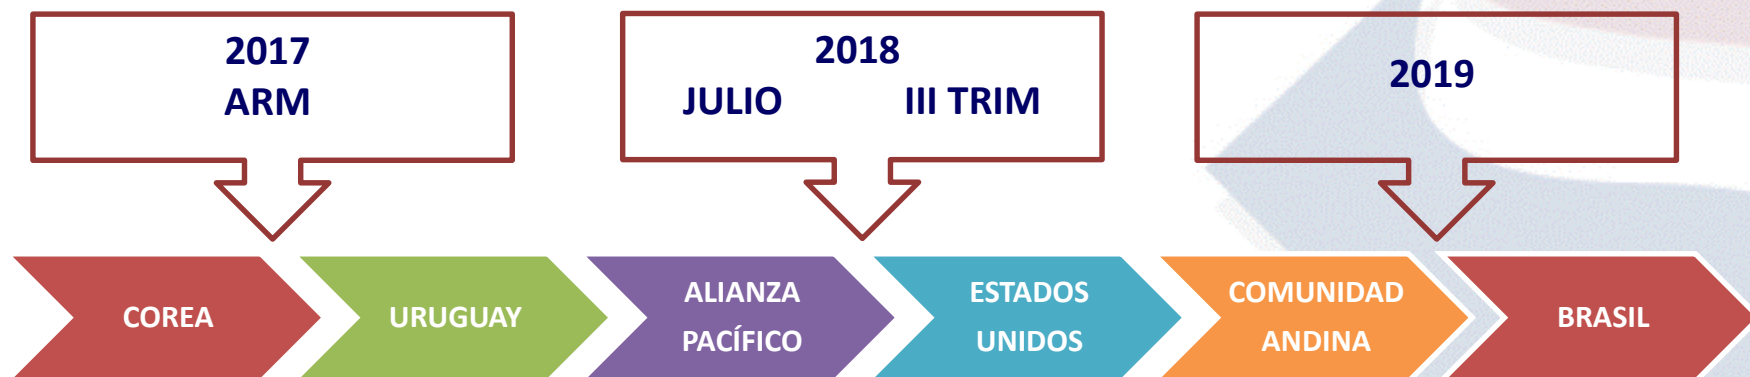 2017
ARM
2018
JULIO III TRIM
2019
COREA
URUGUAY
ALIANZA
PACÍFICO
ESTADOS
UNIDOS
COMUNIDAD
ANDINA
BRASIL